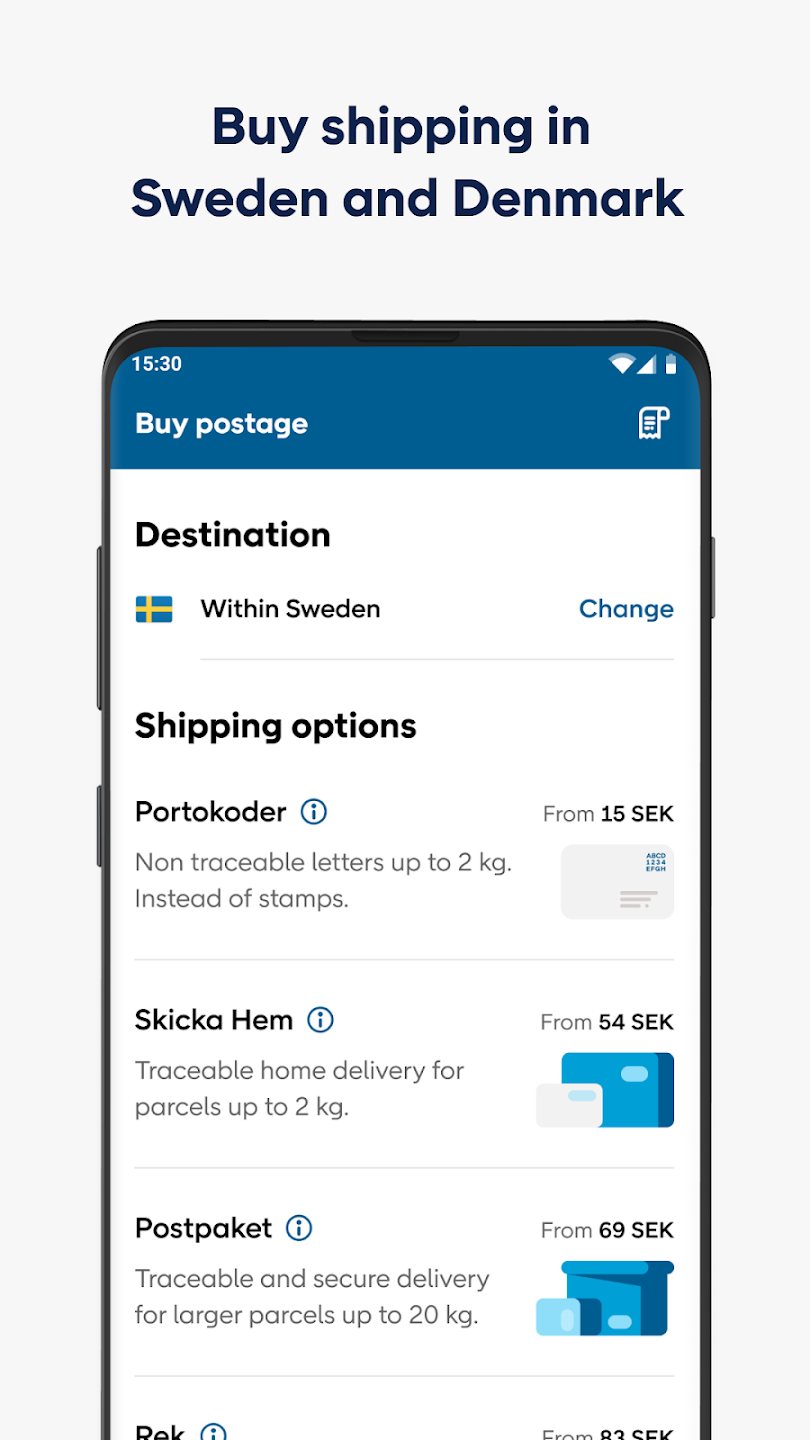 Buy shipping in
Sweden and Denmark
15:30
Buy postage
Destination
Within Sweden Change
Shipping options
Portokoder From 15 SEK
Non traceable letters up to 2 kg.
Instead of stamps.
ABCD
1234
EFGH
Skicka Hem From 54 SEK
Traceable home delivery for
parcels up to 2 kg.
Postpaket From 69 SEK
Traceable and secure delivery
for larger parcels up to 20 kg.
Rek From 83 SEK